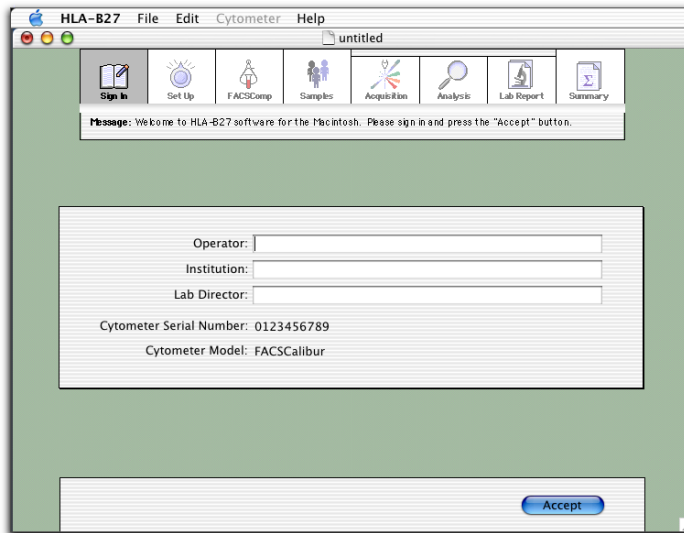 HLA-B27 File Edit Cytometer Help
untitled
Sign In Set Up FACSComp Samples Acquisition Analysis Lab Report Summary
Message: Welcome to HLA-B27 software for the Macintosh. Please sign in and press the "Accept" button.
Operator:
Institution:
Lab Director:
Cytometer Serial Number: 0123456789
Cytometer Model: FACSCalibur
Accept